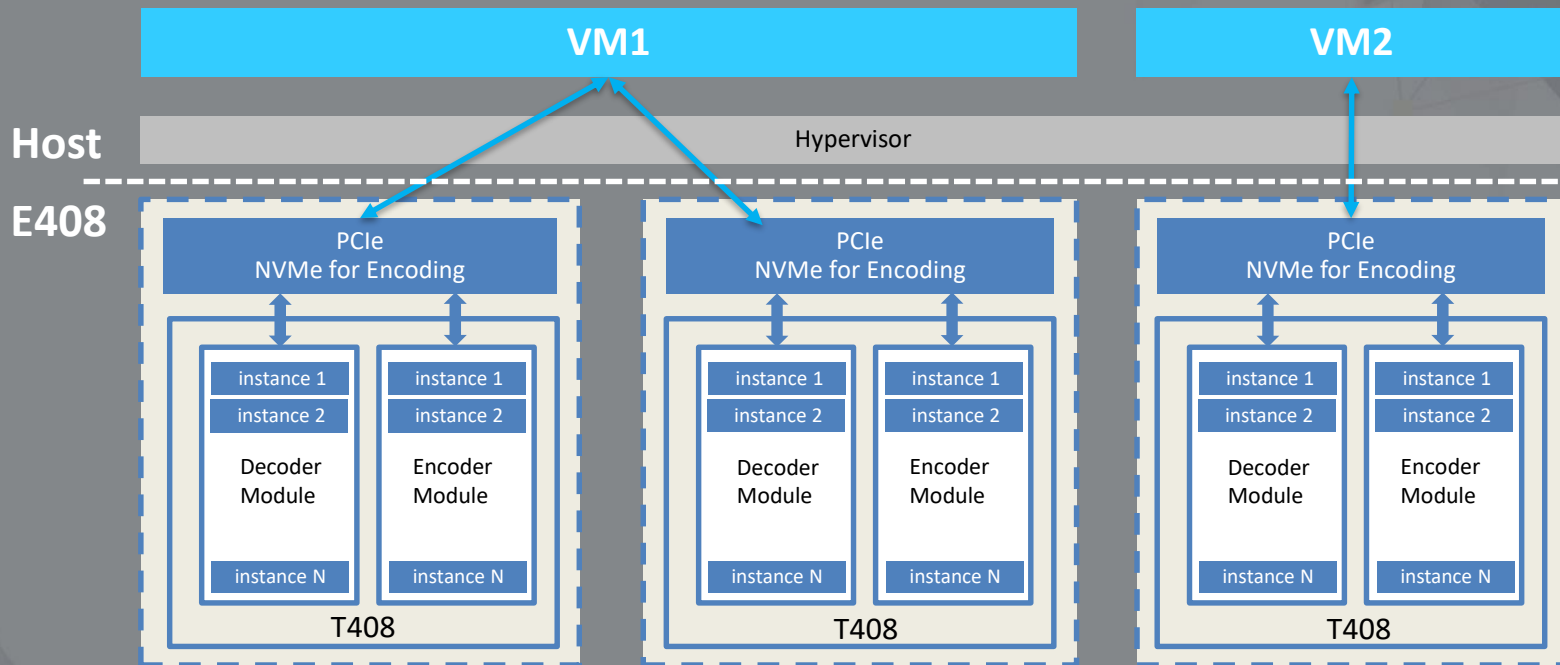 VM1
VM2
Host
Hypervisor
E408
PCIe
NVMe for Encoding
instance 1
instance 2
Decoder
Module
instance N
instance 1
instance 2
Encoder
Module
instance N
T408
PCIe
NVMe for Encoding
instance 1
instance 2
Decoder
Module
instance N
instance 1
instance 2
Encoder
Module
instance N
T408
PCIe
NVMe for Encoding
instance 1
instance 2
Decoder
Module
instance N
instance 1
instance 2
Encoder
Module
instance N
T408